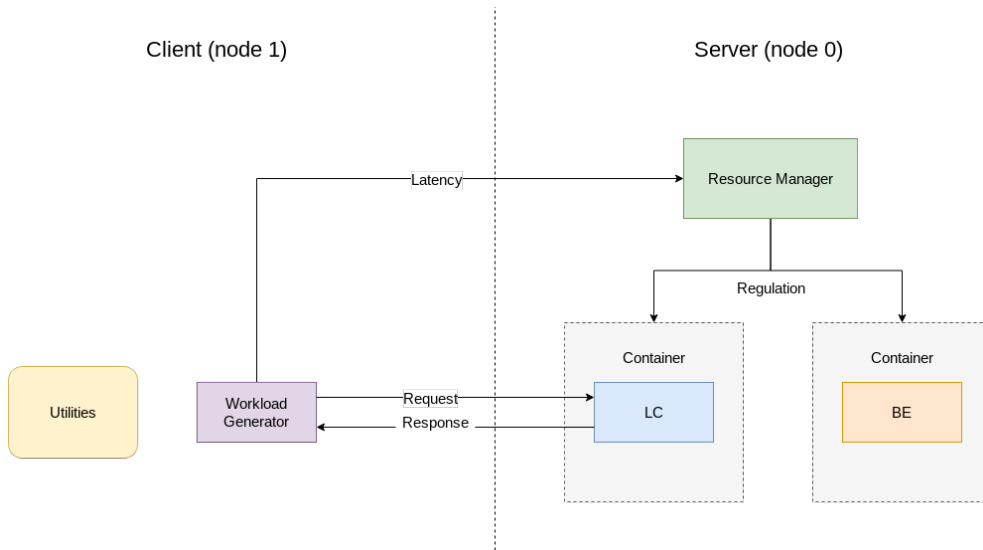 Client (node 1)
Server (node 0)
Resource Manager
Latency
Regulation
Container
Container
Utilities
Workload
Generator
Request
Response
LC
BE